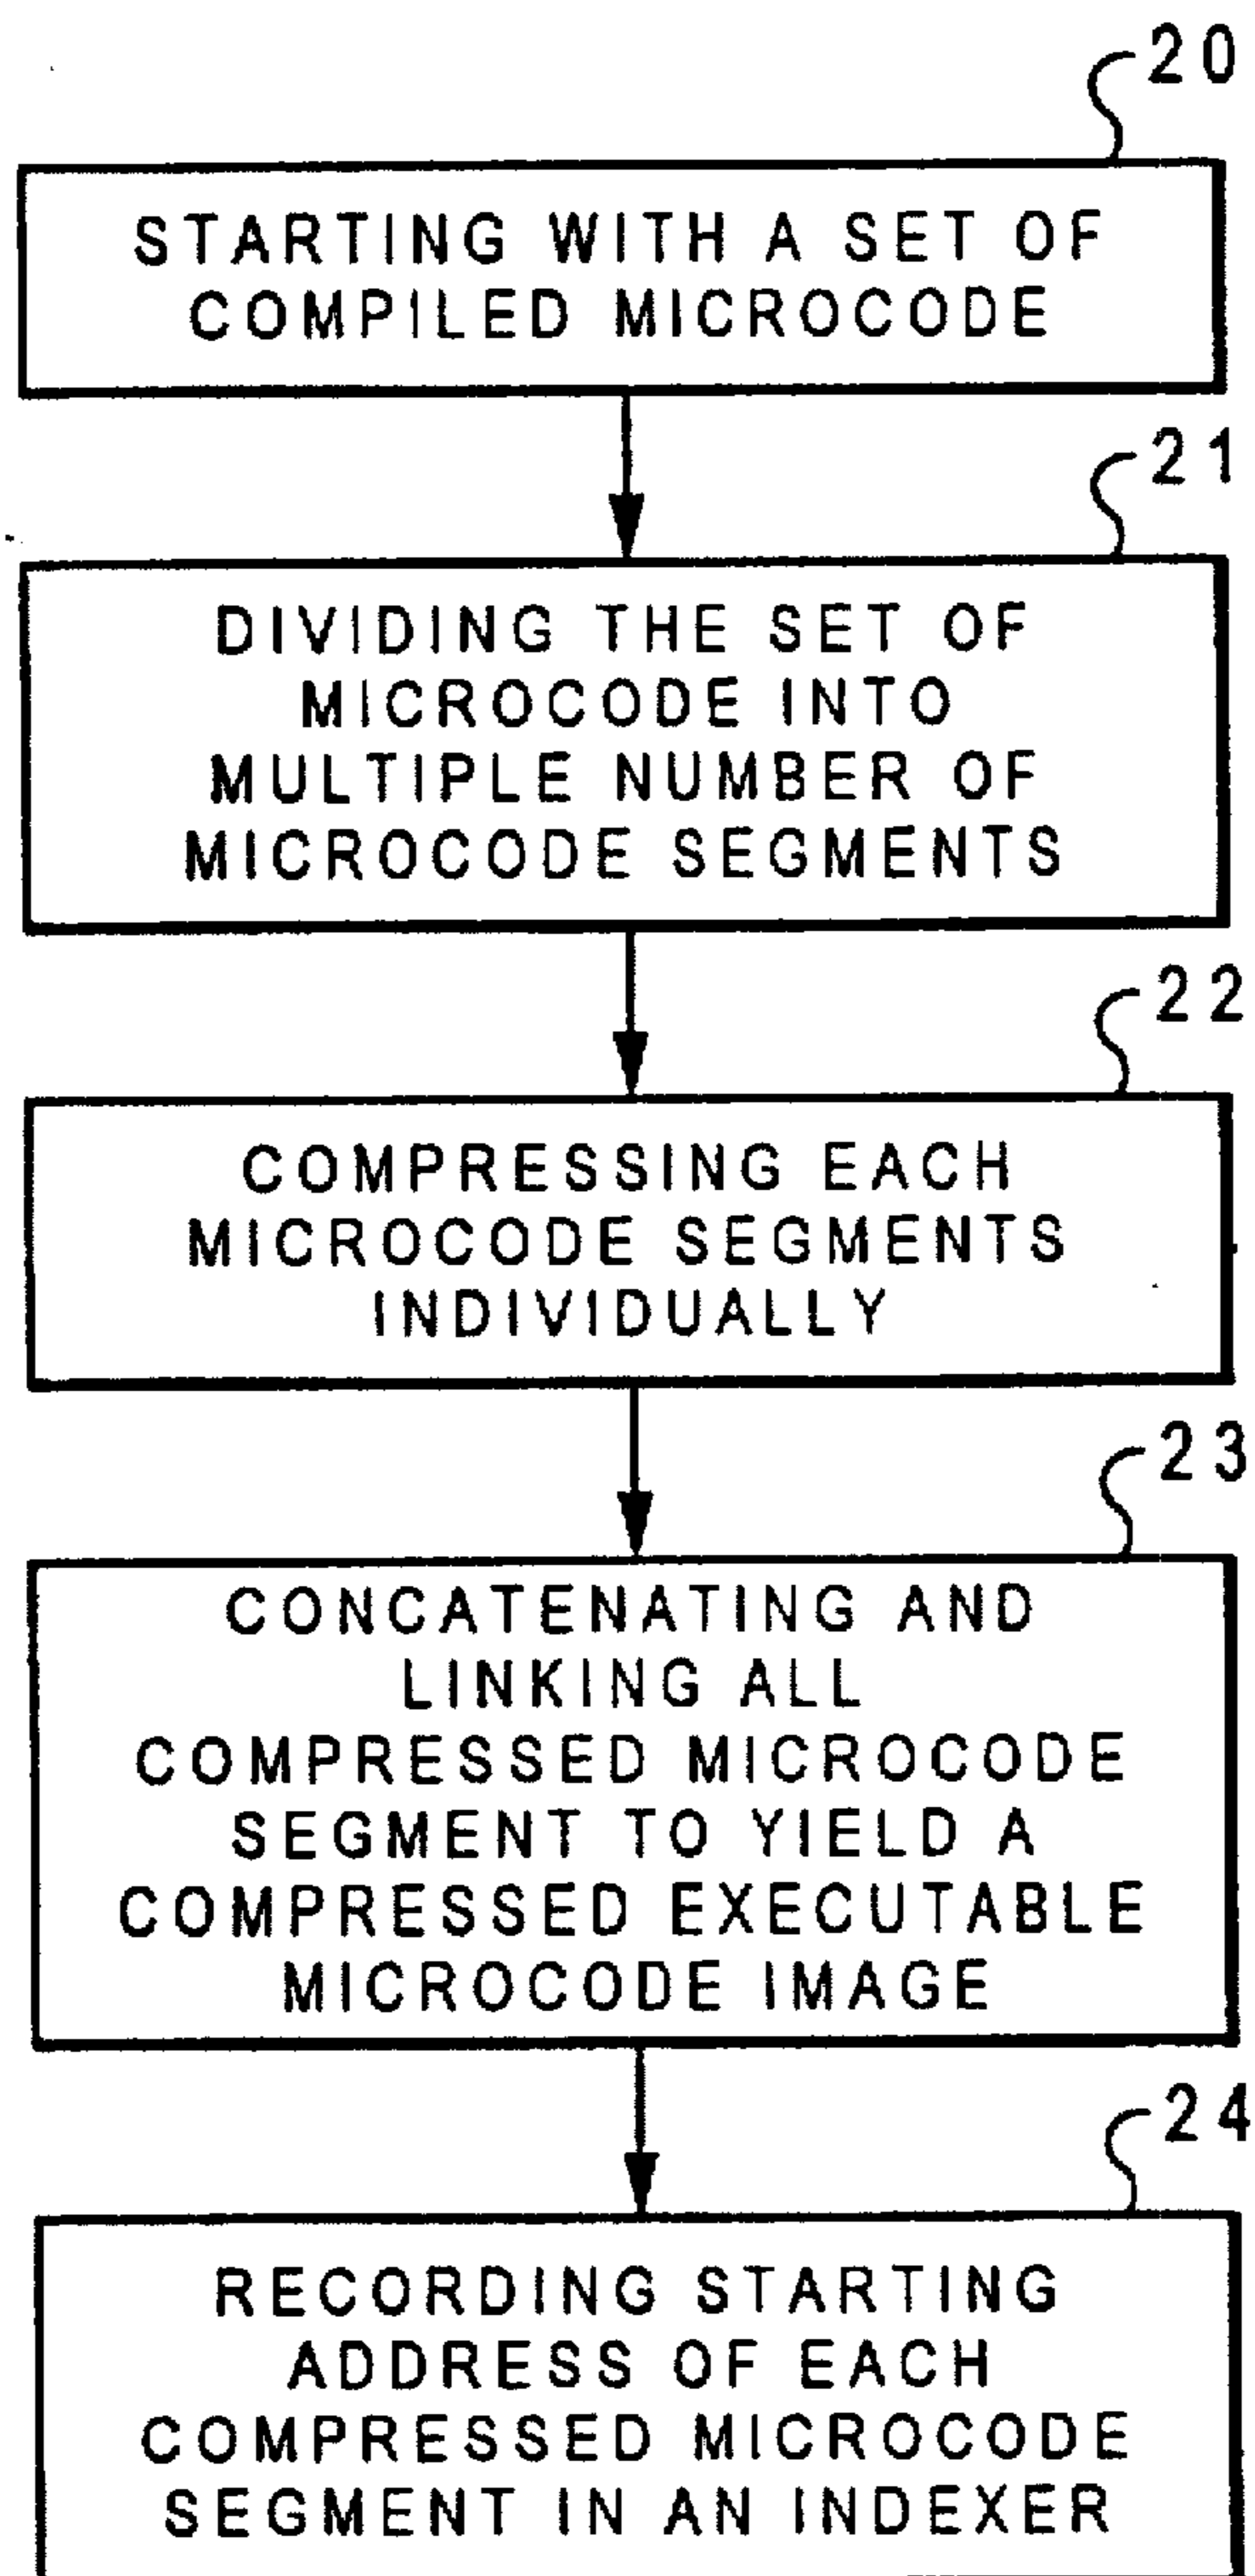 20
STARTING WITH A SET OF
COMPILED MICROCODE
21
DIVIDING THE SET OF
MICROCODE INTO
MULTIPLE NUMBER OF
MICROCODE SEGMENTS
22
COMPRESSING EACH
MICROCODE SEGMENTS
INDIVIDUALLY
23
CONCATENATING AND
LINKING ALL
COMPRESSED MICROCODE
SEGMENT TO YIELD A
COMPRESSED EXECUTABLE
MICROCODE IMAGE
24
RECORDING STARTING
ADDRESS OF EACH
COMPRESSED MICROCODE
SEGMENT IN AN INDEXER